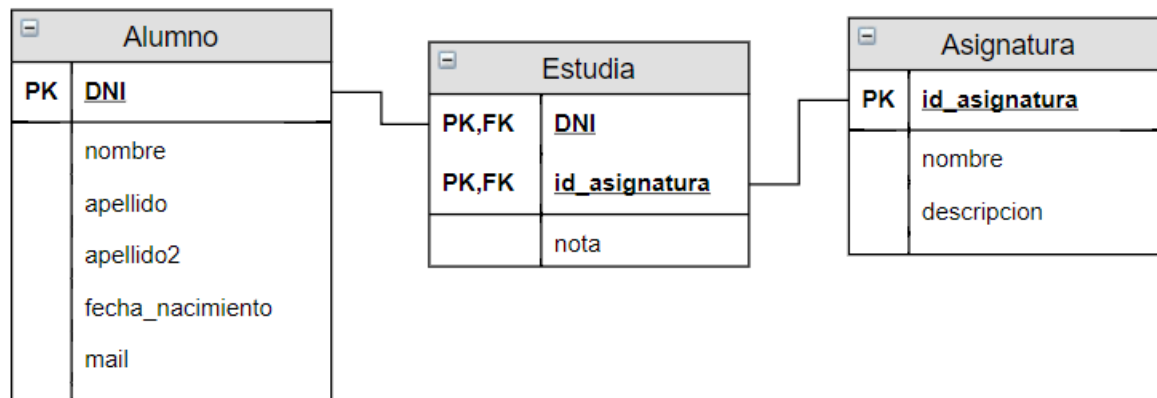 Alumno
PK DNI
nombre
apellido
apellido2
fecha_nacimiento
mail
Estudia
PK,FK DNI
PK,FK id_asignatura
nota
Asignatura
PK id_asignatura
nombre
descripcion